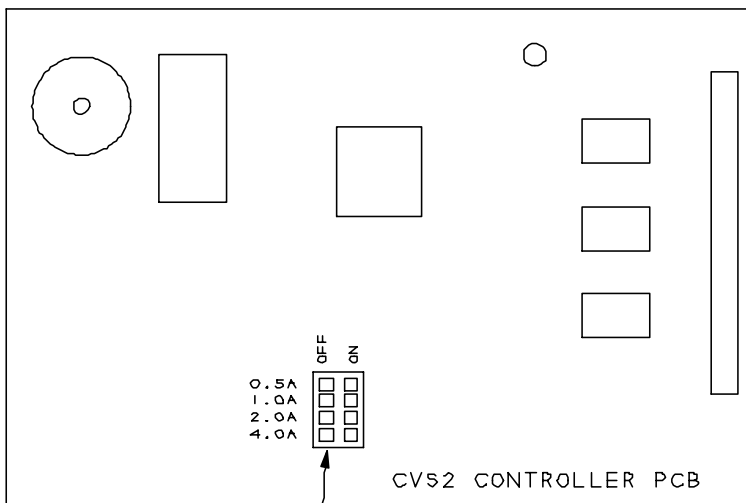 OFF ON
0.5A
1.0A
2.0A
4.0A
CVS2 CONTROLLER PCB